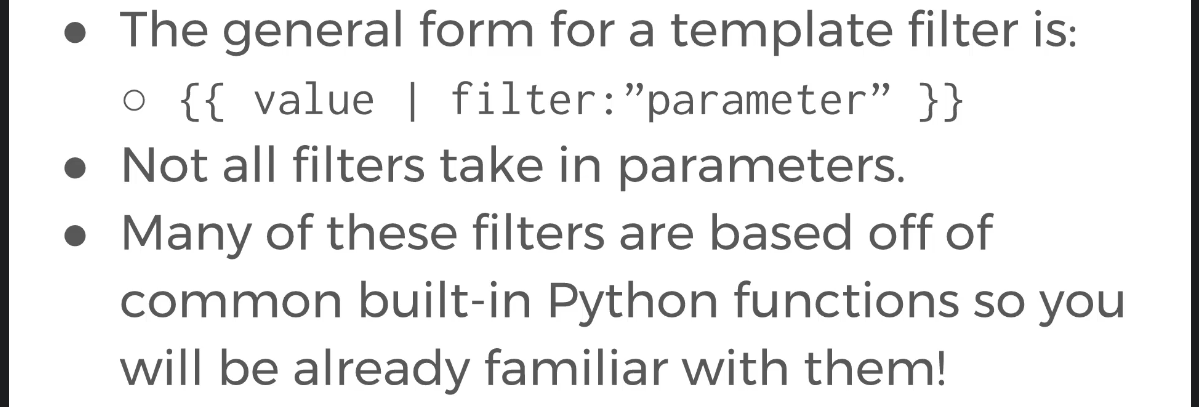 ● The general form for a template filter is:
○ {{ value | filter:”parameter” }}
● Not all filters take in parameters.
● Many of these filters are based off of
common built-in Python functions so you
will be already familiar with them!